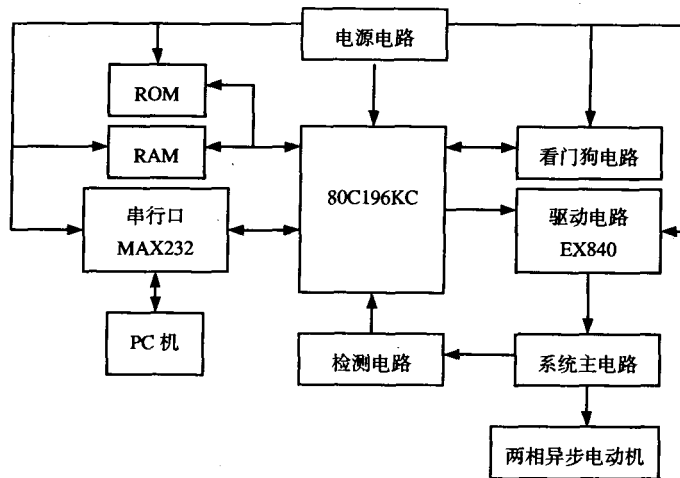 电源电路
ROM
RAM
80C196KC
看门狗电路
串行口
MAX232
驱动电路
EX840
PC 机
检测电路
系统主电路
两相异步电动机